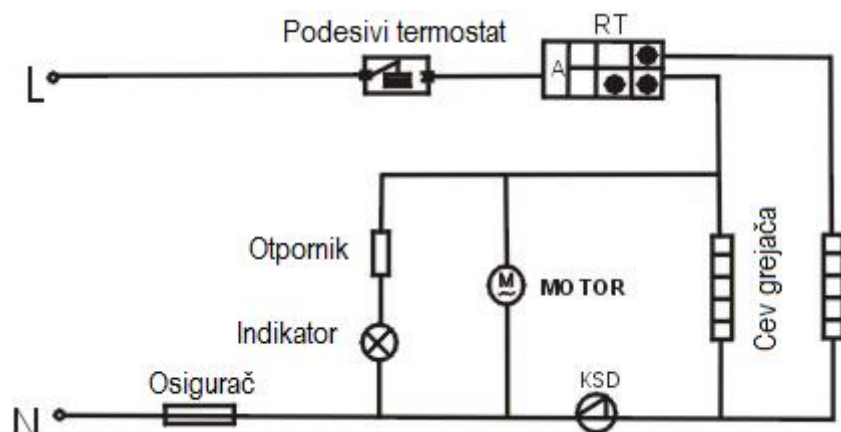 Podesivi termostat
RT
L
A
Otpornik
M
MOTOR
Cev grejača
Indikator
Osigurač
KSD
N